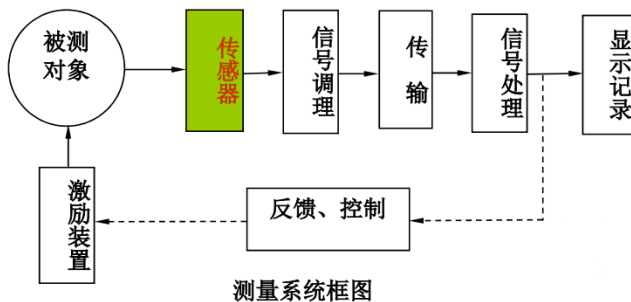 被测
对象
传感器
信号调理
传输
信号处理
显示记录
激励装置
反馈、控制
测量系统框图